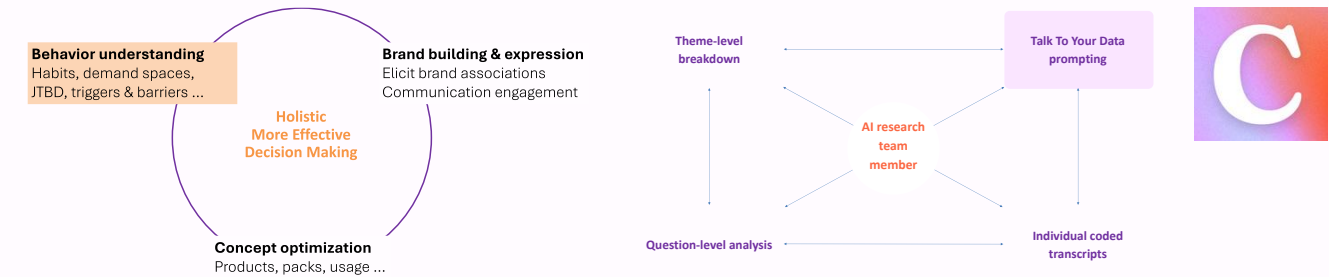 Behavior understanding
Habits, demand spaces,
JTBD, triggers & barriers ...
Brand building & expression
Elicit brand associations
Communication engagement
Holistic
More Effective
Decision Making
Concept optimization
Products, packs, usage ...
Theme-level
breakdown
Talk To Your Data
prompting
AI research
team
member
Question-level analysis
Individual coded
transcripts
C